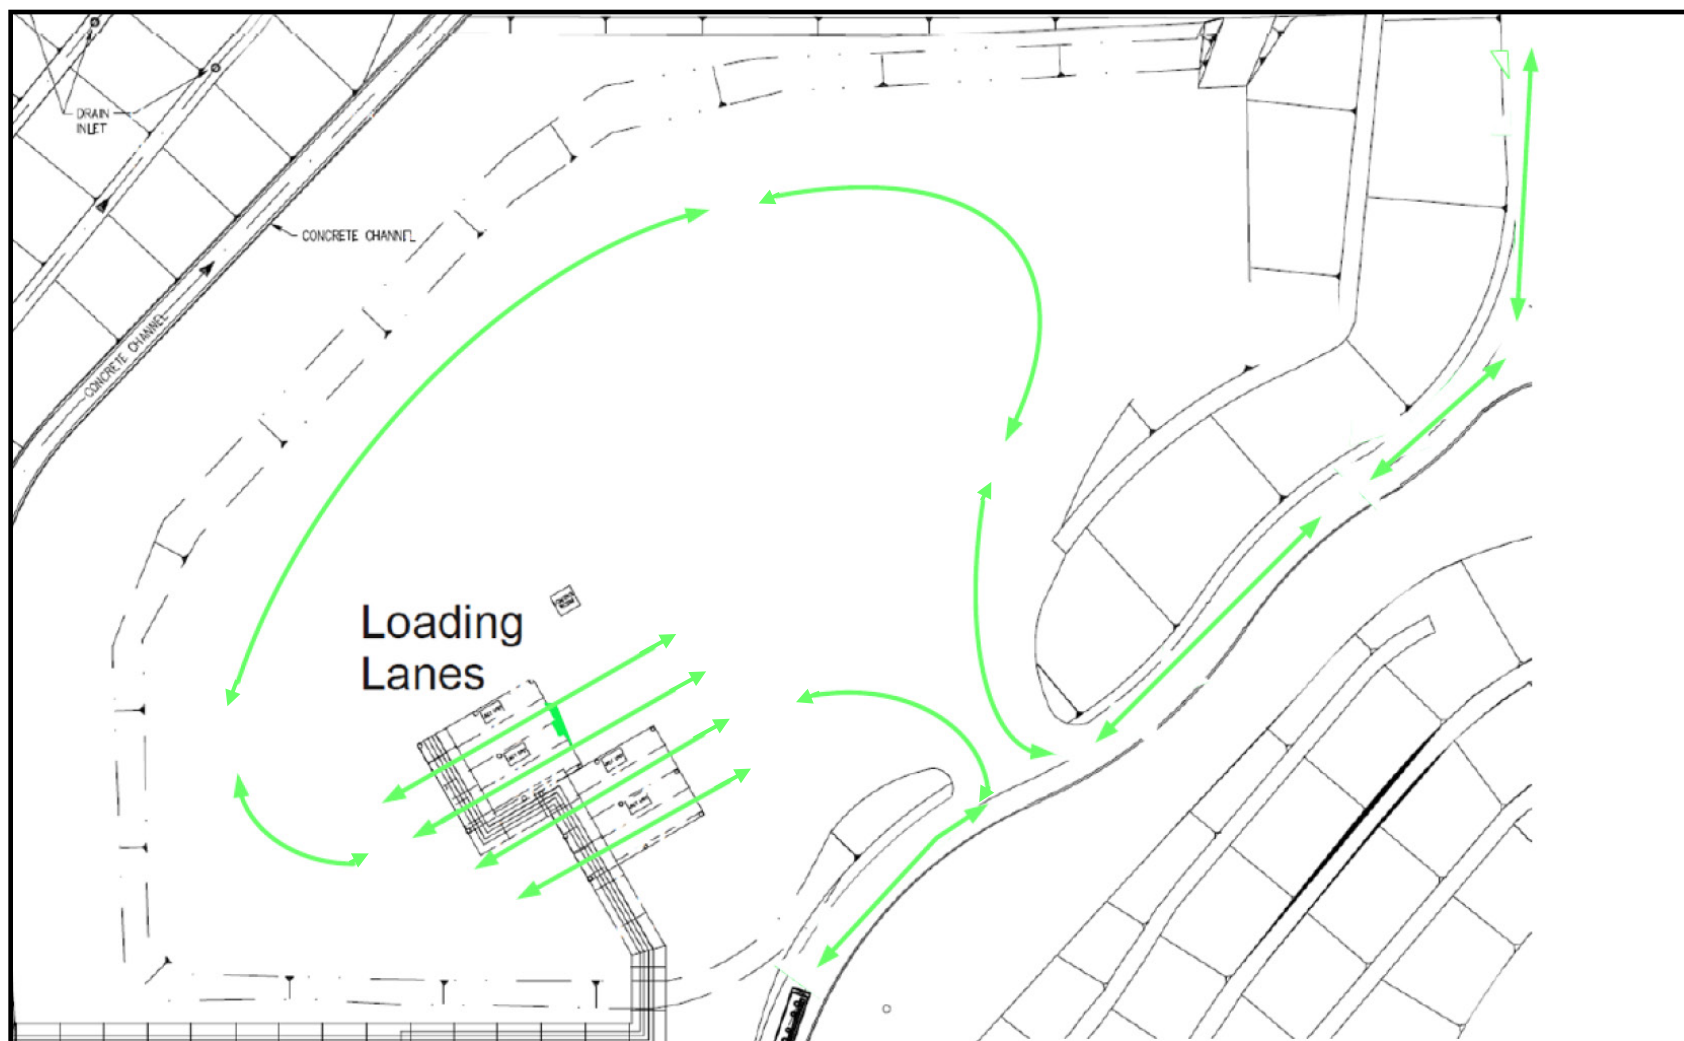 DRAIN
INLET
CONCRETE CHANNEL
CONCRETE CHANNEL
Loading
Lanes